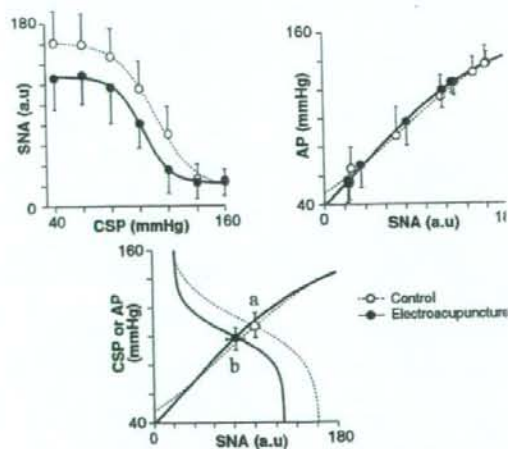 180
SNA (a.u)
0
40
CSP (mmHg)
160
160
AP (mmHg)
40
0
SNA (a.u)
160
CSP or AP
(mmHg)
a
b
40
0
SNA (a.u)
180
Control
Electroacupuncture